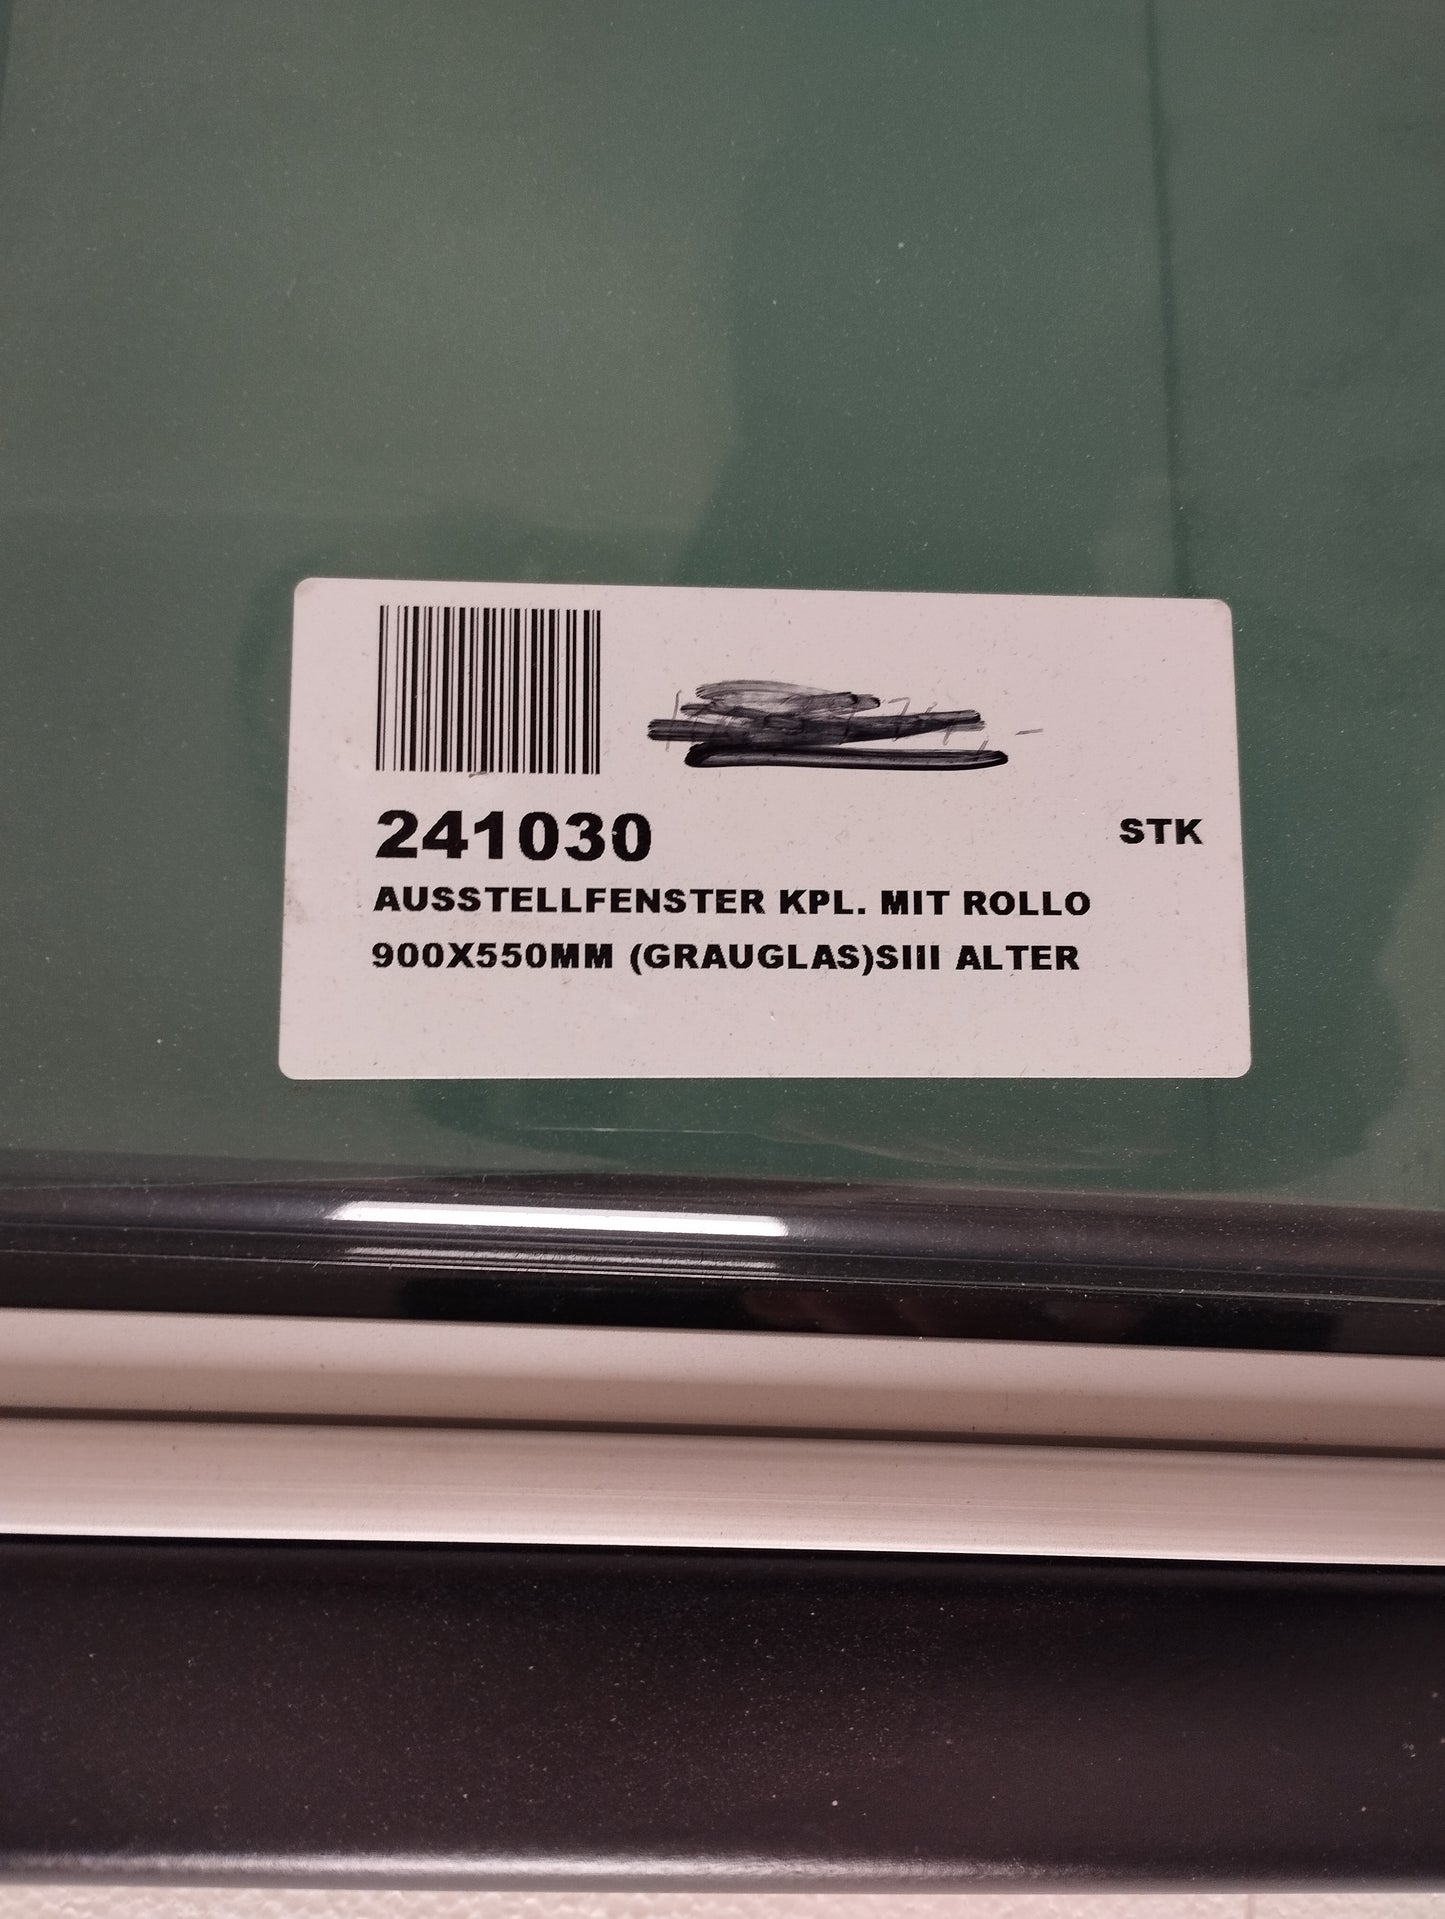 241030
STK
AUSSTELLFENSTER KPL. MIT ROLLO
900X550MM (GRAUGLAS)SIII ALTER